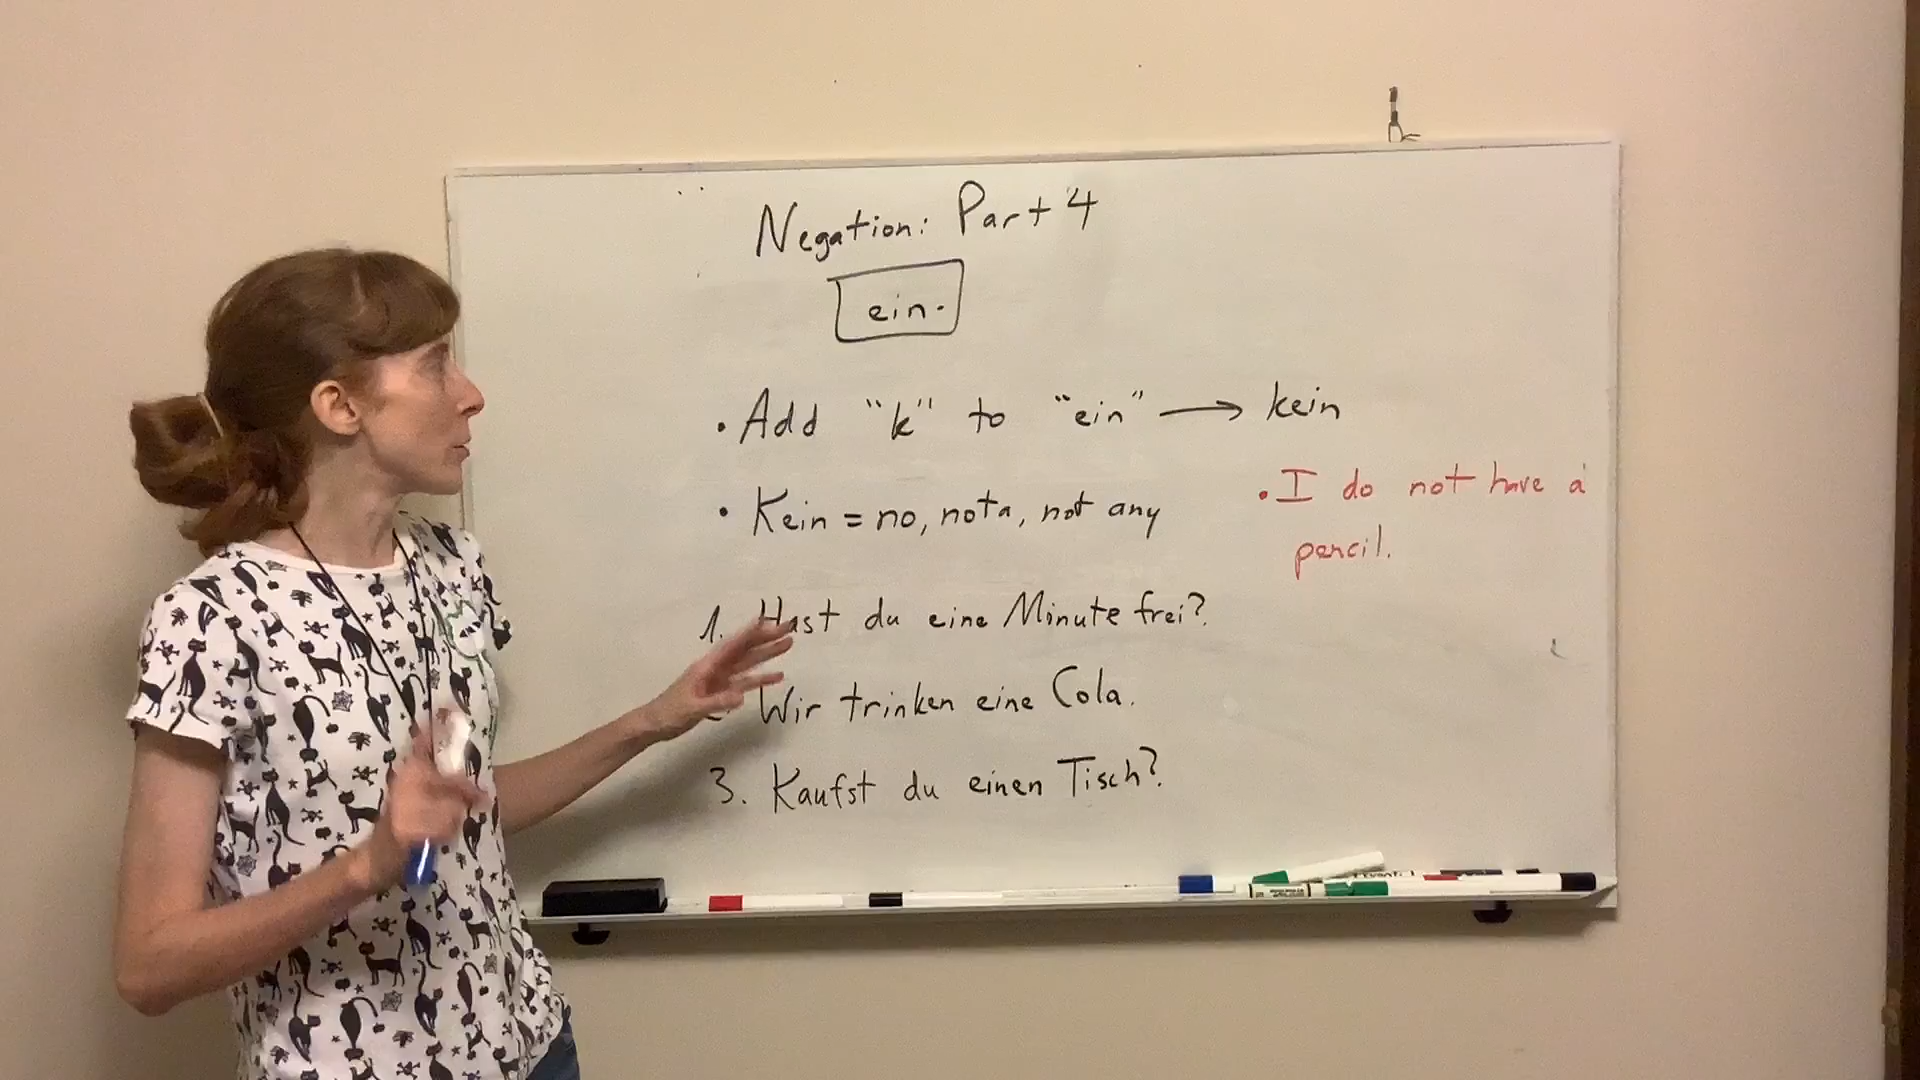 Negation: Part 4
ein-
• Add "k" to "ein" → kein
• Kein = no, not a, not any
• I do not have a
pencil.
1. Hast du eine Minute frei?
2. Wir trinken eine Cola.
3. Kaufst du einen Tisch?